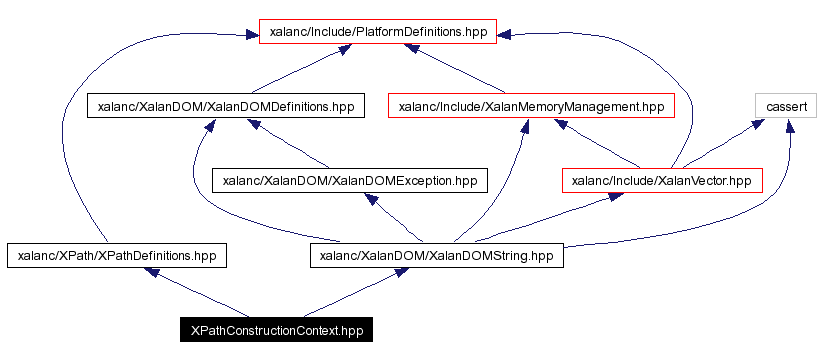 xalanc/Include/PlatformDefinitions.hpp
xalanc/XalanDOM/XalanDOMDefinitions.hpp
xalanc/Include/XalanMemoryManagement.hpp
cassert
xalanc/XalanDOM/XalanDOMException.hpp
xalanc/Include/XalanVector.hpp
xalanc/XPath/XPathDefinitions.hpp
xalanc/XalanDOM/XalanDOMString.hpp
XPathConstructionContext.hpp